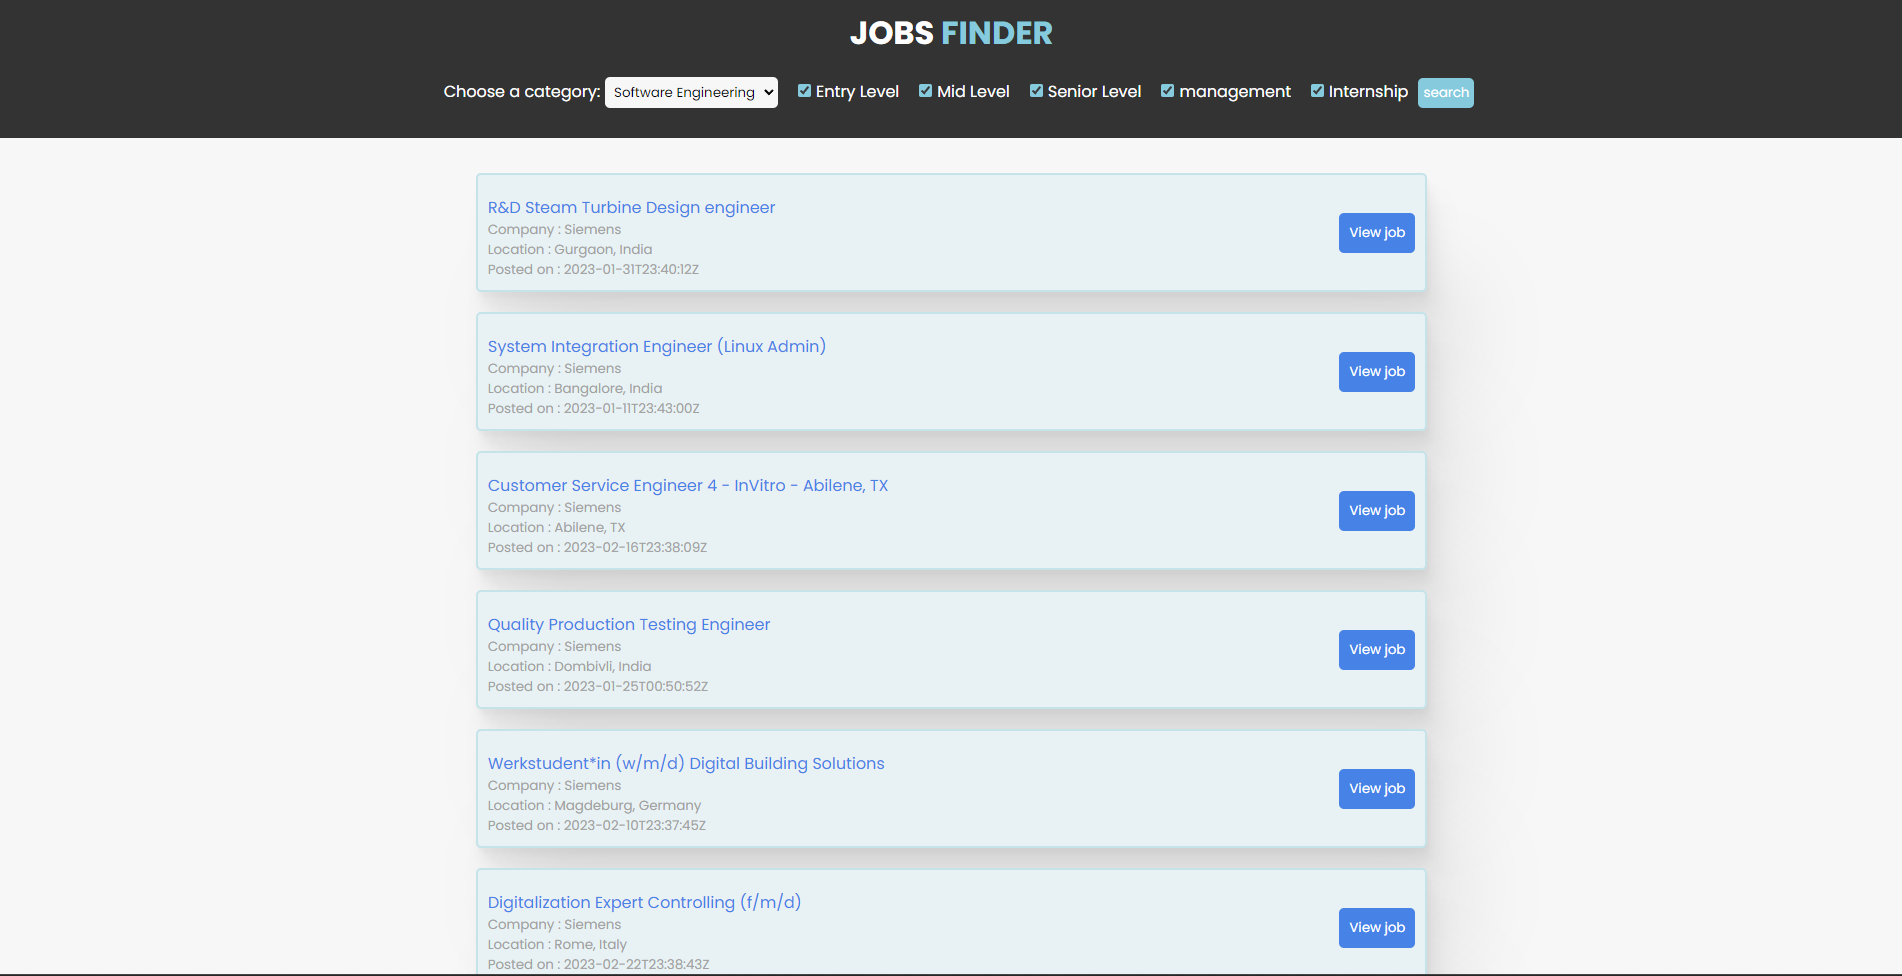 JOBS FINDER
Choose a category: Software Engineering Entry Level Mid Level Senior Level management Internship search
R&D Steam Turbine Design engineer
Company : Siemens
View job
Location : Gurgaon, India
Posted on : 2023-01-31T23:40:12Z
System Integration Engineer (Linux Admin)
Company : Siemens
View job
Location : Bangalore, India
Posted on : 2023-01-11T23:43:00Z
Customer Service Engineer 4 - InVitro - Abilene, TX
Company : Siemens
View job
Location : Abilene, TX
Posted on : 2023-02-16T23:38:09Z
Quality Production Testing Engineer
Company : Siemens
View job
Location : Dombivli, India
Posted on : 2023-01-25T00:50:52Z
Werkstudent*in (w/m/d) Digital Building Solutions
Company : Siemens
View job
Location : Magdeburg, Germany
Posted on : 2023-02-10T23:37:45Z
Digitalization Expert Controlling (f/m/d)
Company : Siemens
View job
Location : Rome, Italy
Posted on : 2023-02-22T23:38:43Z